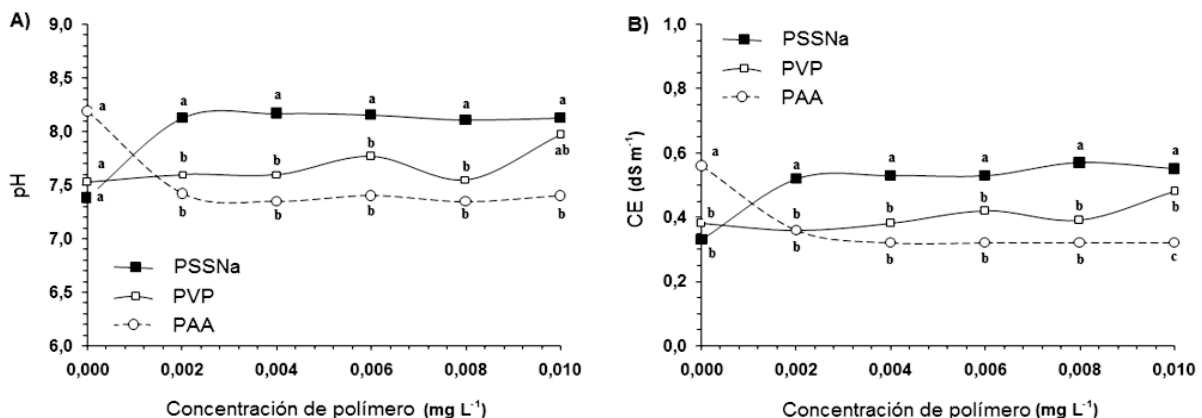 A)
9,0
8,5
8,0
7,5
7,0
6,5
6,0
pH
a a a a a a
a b b b b ab
a b b b b b
PSSNa
PVP
PAA
0,000 0,002 0,004 0,006 0,008 0,010
Concentración de polímero (mg L⁻¹)
B)
1,0
0,8
0,6
0,4
0,2
0,0
CE (dS m⁻¹)
PSSNa
PVP
PAA
a a a a a a
b b b b b b
b b b b b c
0,000 0,002 0,004 0,006 0,008 0,010
Concentración de polímero (mg L⁻¹)